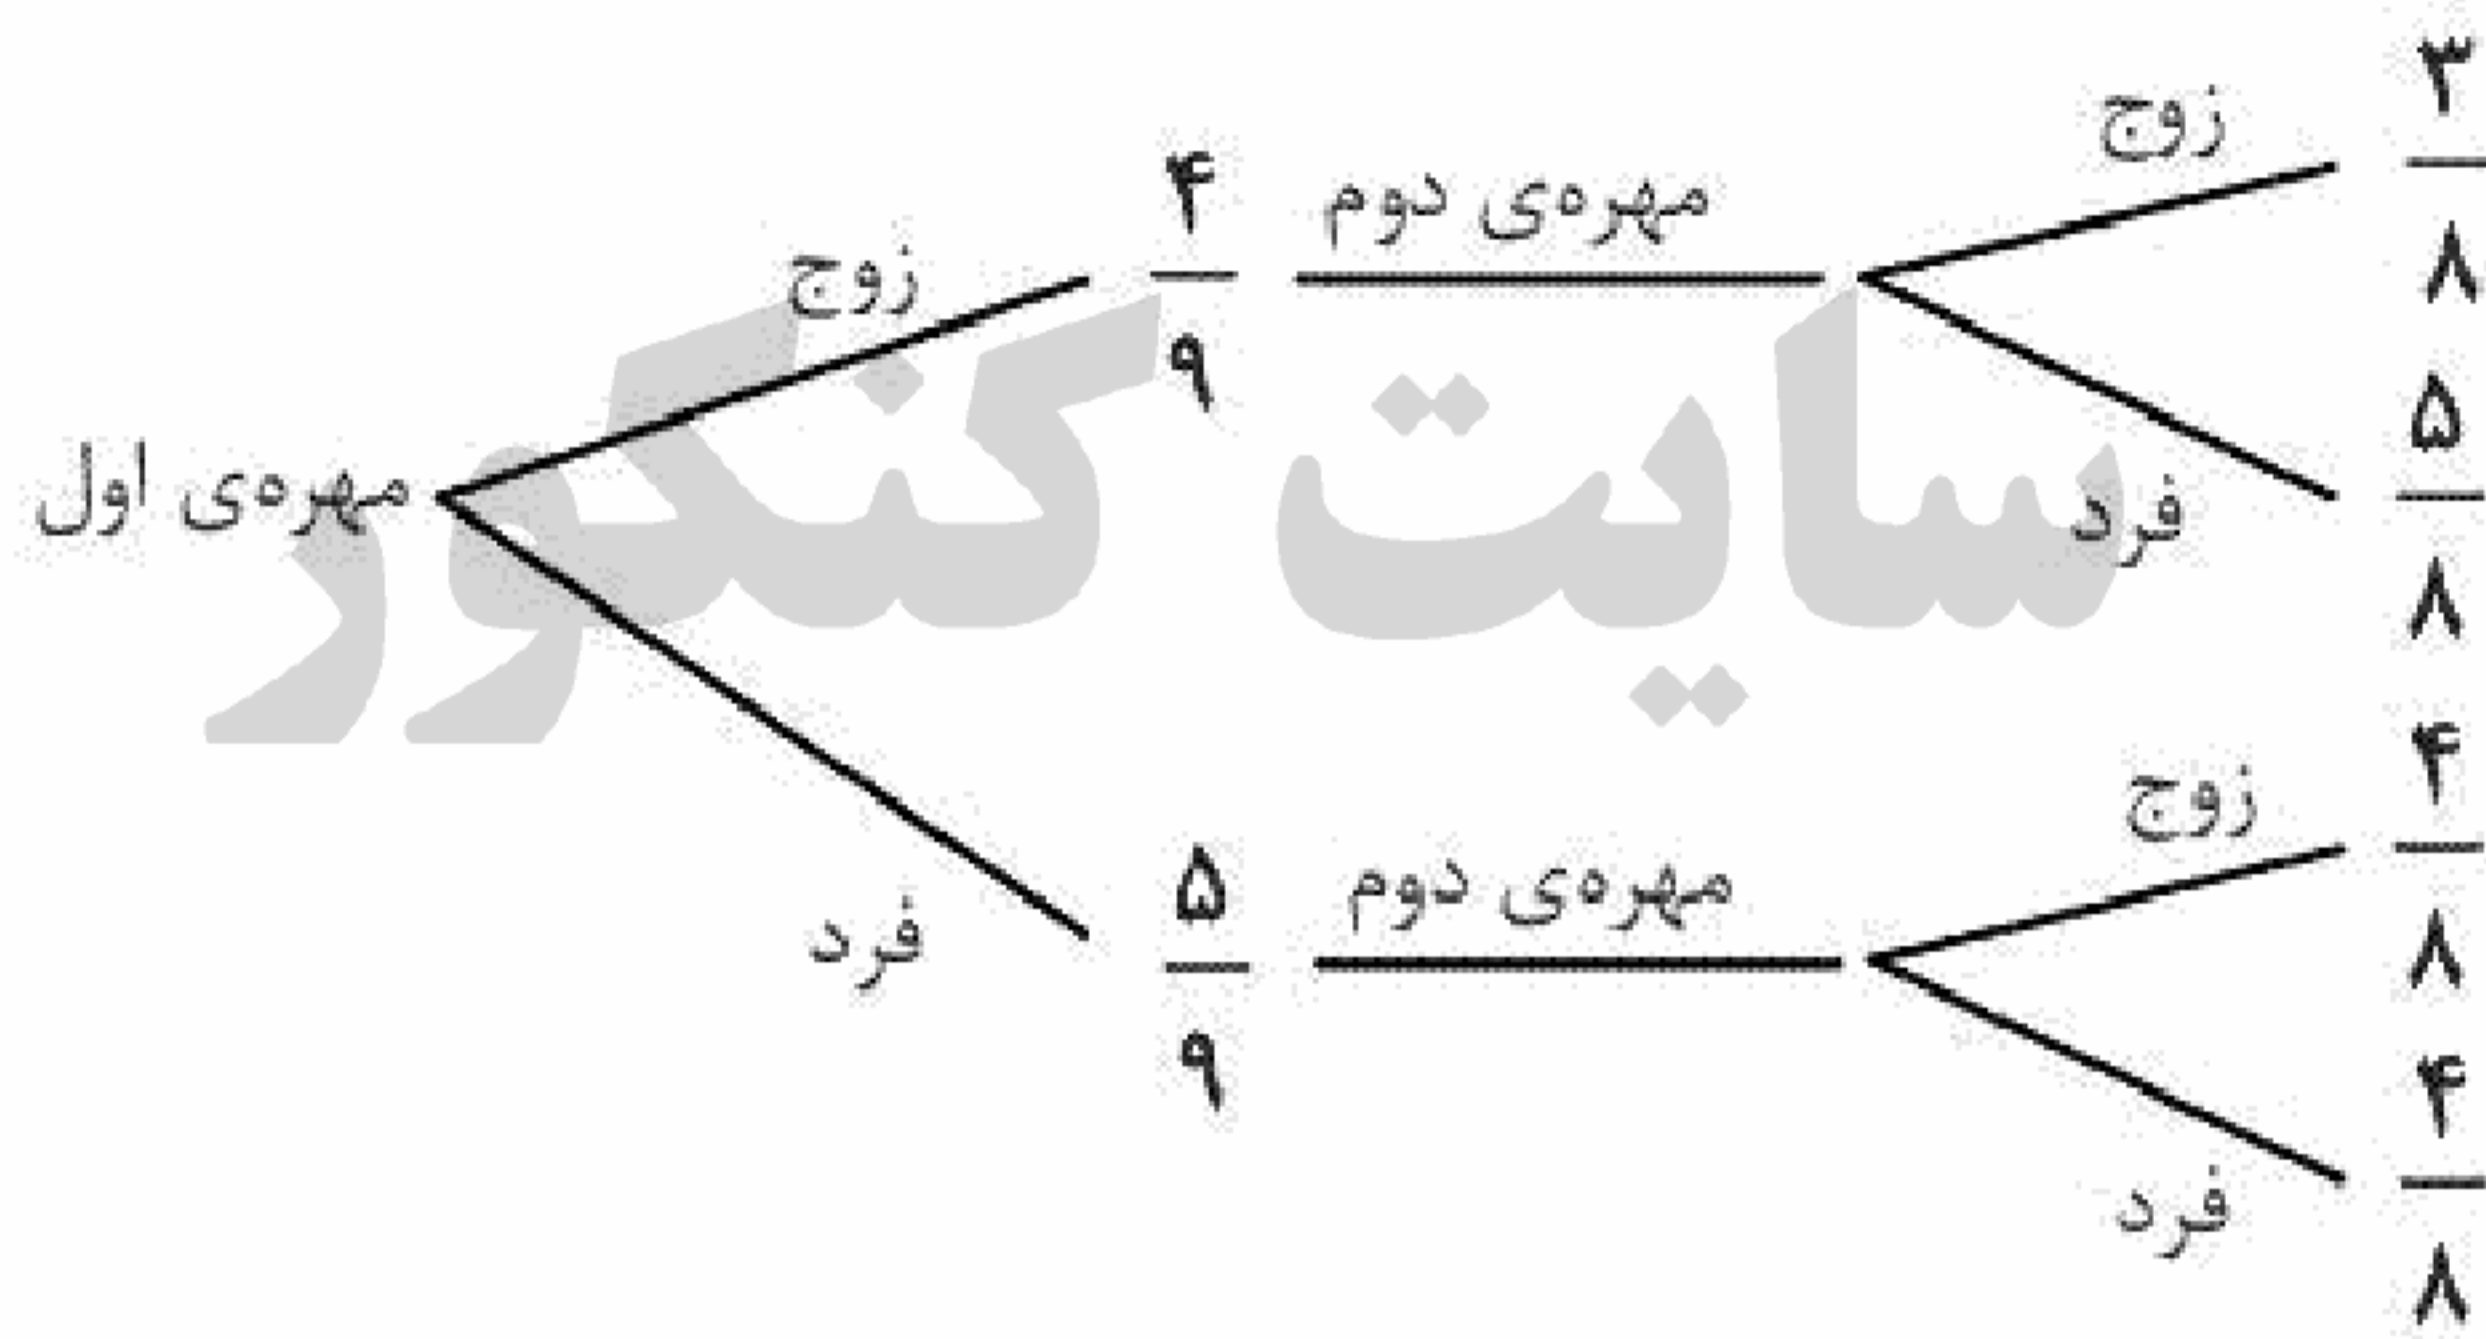 مهره‌ی اول
زوج
۴
۹
مهره‌ی دوم
زوج
۳
۸
فرد
۵
۸
فرد
۵
۹
مهره‌ی دوم
زوج
۴
۸
فرد
۴
۸
سایت کنکور